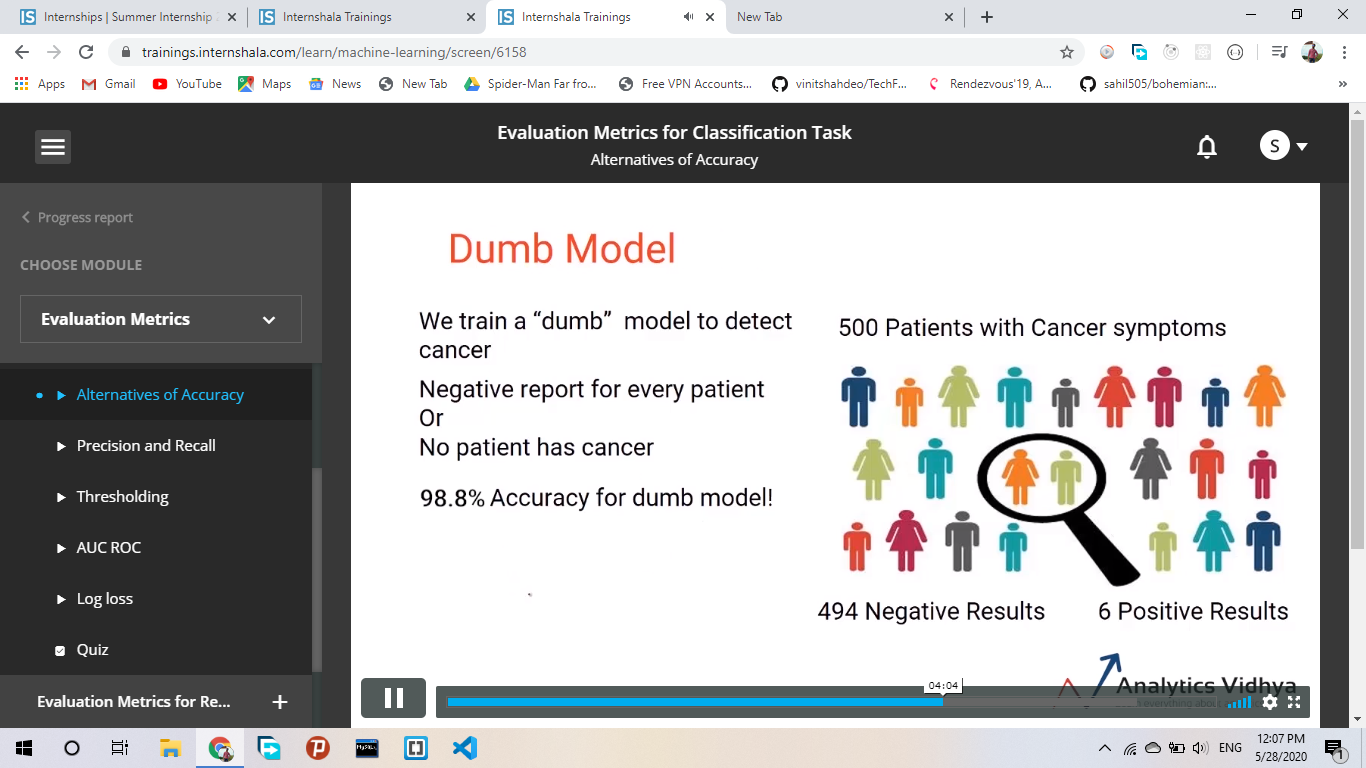 Internships | Summer Internship
Internshala Trainings
Internshala Trainings
New Tab
trainings.internshala.com/learn/machine-learning/screen/6158
Apps
Gmail
YouTube
Maps
News
New Tab
Spider-Man Far fro...
Free VPN Accounts...
vinitshahdeo/TechF...
Rendezvous'19, A...
sahil505/bohemian:...
»
Evaluation Metrics for Classification Task
Alternatives of Accuracy
S
Progress report
CHOOSE MODULE
Evaluation Metrics
Alternatives of Accuracy
Precision and Recall
Thresholding
AUC ROC
Log loss
Quiz
Evaluation Metrics for Re...
Dumb Model
We train a “dumb” model to detect
cancer
Negative report for every patient
Or
No patient has cancer
98.8% Accuracy for dumb model!
500 Patients with Cancer symptoms
494 Negative Results
6 Positive Results
Analytics Vidhya
04:04
MySQL
ENG
12:07 PM
5/28/2020
1